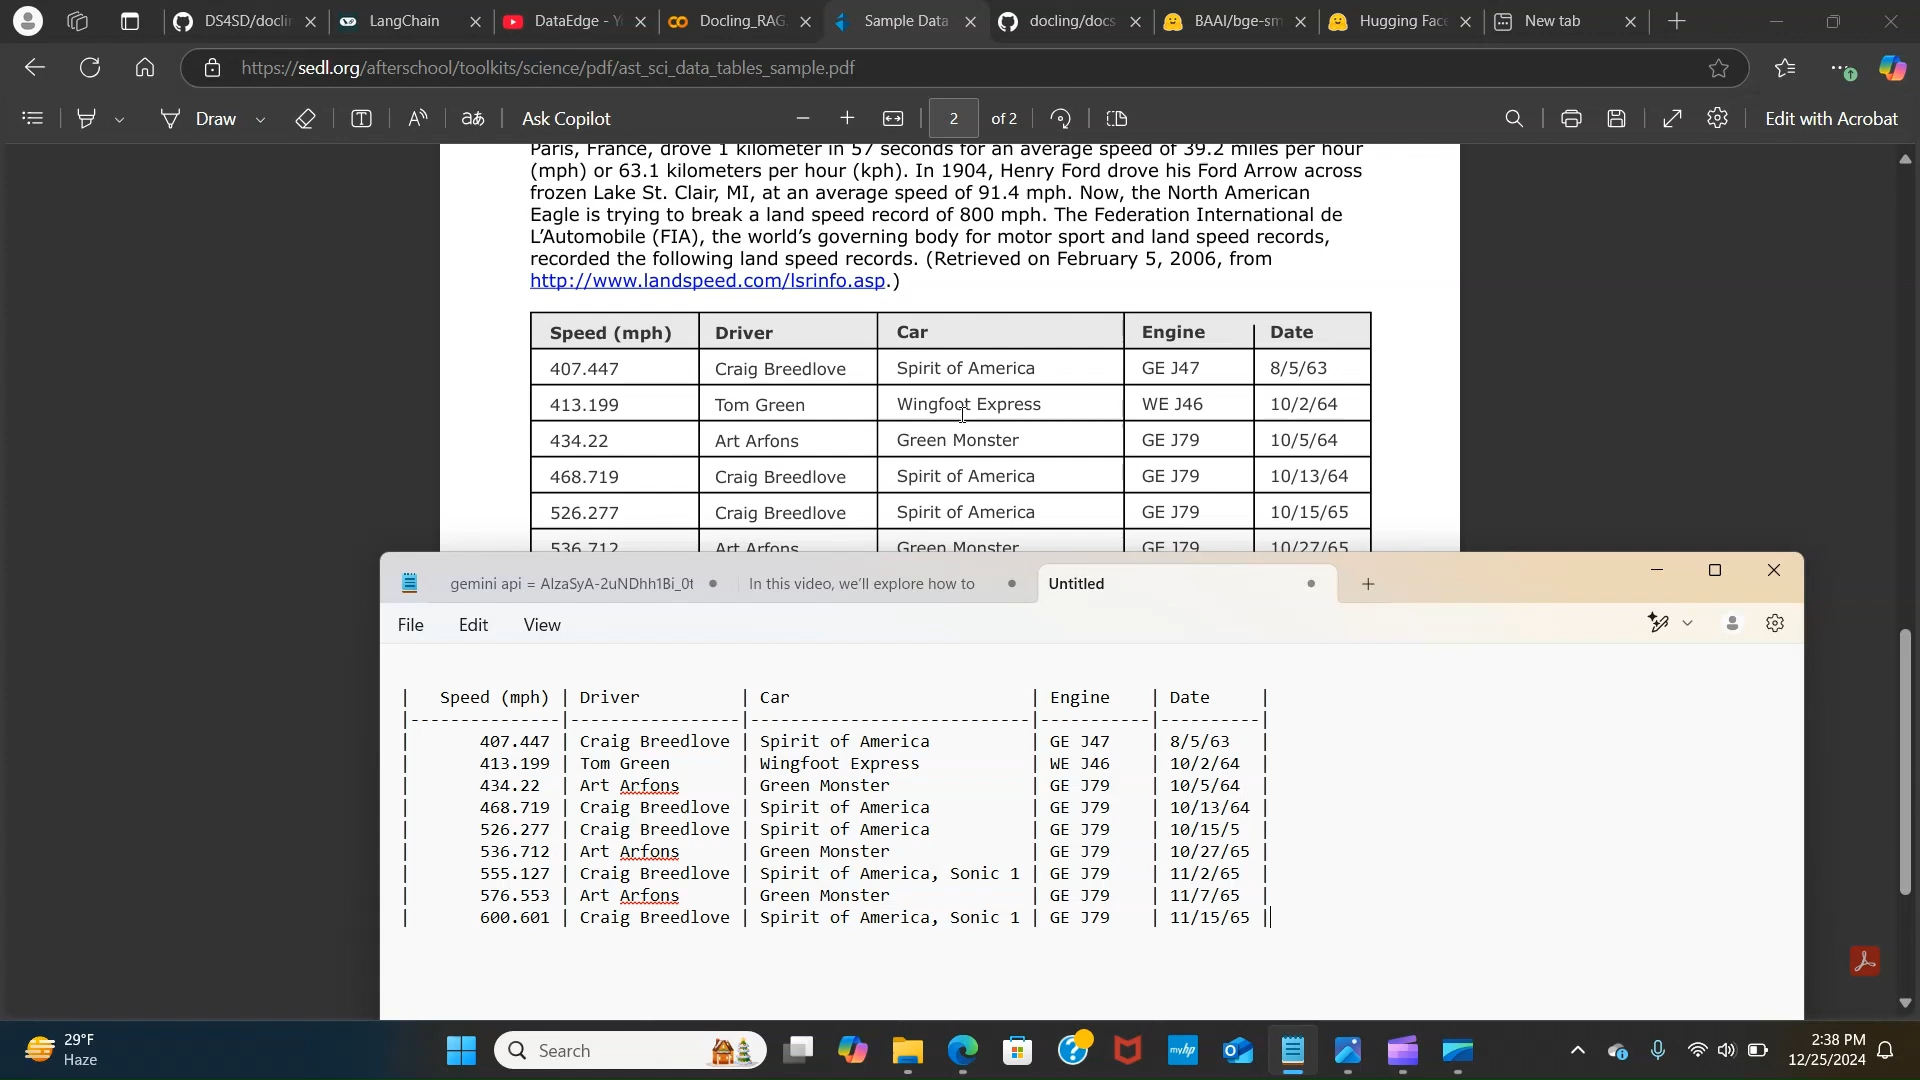 DS4SD/doclin
LangChain
DataEdge - Y
Docling_RAG
Sample Data
docling/docs
BAAI/bge-sm
Hugging Face
New tab
https://sedl.org/afterschool/toolkits/science/pdf/ast_sci_data_tables_sample.pdf
Draw
Ask Copilot
2 of 2
Edit with Acrobat
Paris, France, drove 1 kilometer in 57 seconds for an average speed of 39.2 miles per hour
(mph) or 63.1 kilometers per hour (kph). In 1904, Henry Ford drove his Ford Arrow across
frozen Lake St. Clair, MI, at an average speed of 91.4 mph. Now, the North American
Eagle is trying to break a land speed record of 800 mph. The Federation International de
L'Automobile (FIA), the world's governing body for motor sport and land speed records,
recorded the following land speed records. (Retrieved on February 5, 2006, from
http://www.landspeed.com/lsrinfo.asp.)
Speed (mph) Driver Car Engine Date
407.447 Craig Breedlove Spirit of America GE J47 8/5/63
413.199 Tom Green Wingfoot Express WE J46 10/2/64
434.22 Art Arfons Green Monster GE J79 10/5/64
468.719 Craig Breedlove Spirit of America GE J79 10/13/64
526.277 Craig Breedlove Spirit of America GE J79 10/15/65
536.712 Art Arfons Green Monster GE J79 10/27/65
gemini api = AIzaSyA-2uNDhh1Bi_0t
In this video, we'll explore how to
Untitled
File Edit View
| Speed (mph) | Driver | Car | Engine | Date |
|---------------|-----------------|----------------------------|-----------|----------|
| 407.447 | Craig Breedlove | Spirit of America | GE J47 | 8/5/63 |
| 413.199 | Tom Green | Wingfoot Express | WE J46 | 10/2/64 |
| 434.22 | Art Arfons | Green Monster | GE J79 | 10/5/64 |
| 468.719 | Craig Breedlove | Spirit of America | GE J79 | 10/13/64 |
| 526.277 | Craig Breedlove | Spirit of America | GE J79 | 10/15/5 |
| 536.712 | Art Arfons | Green Monster | GE J79 | 10/27/65 |
| 555.127 | Craig Breedlove | Spirit of America, Sonic 1 | GE J79 | 11/2/65 |
| 576.553 | Art Arfons | Green Monster | GE J79 | 11/7/65 |
| 600.601 | Craig Breedlove | Spirit of America, Sonic 1 | GE J79 | 11/15/65 |
29°F
Haze
Search
2:38 PM
12/25/2024